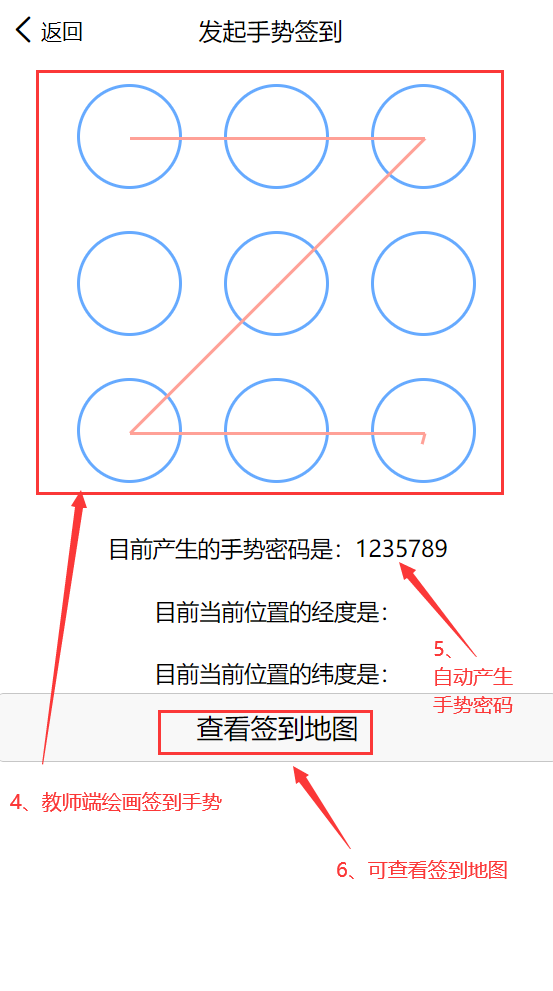 返回
发起手势签到
目前产生的手势密码是：1235789
目前当前位置的经度是：
5、
自动产生
手势密码
目前当前位置的纬度是：
查看签到地图
4、教师端绘画签到手势
6、可查看签到地图